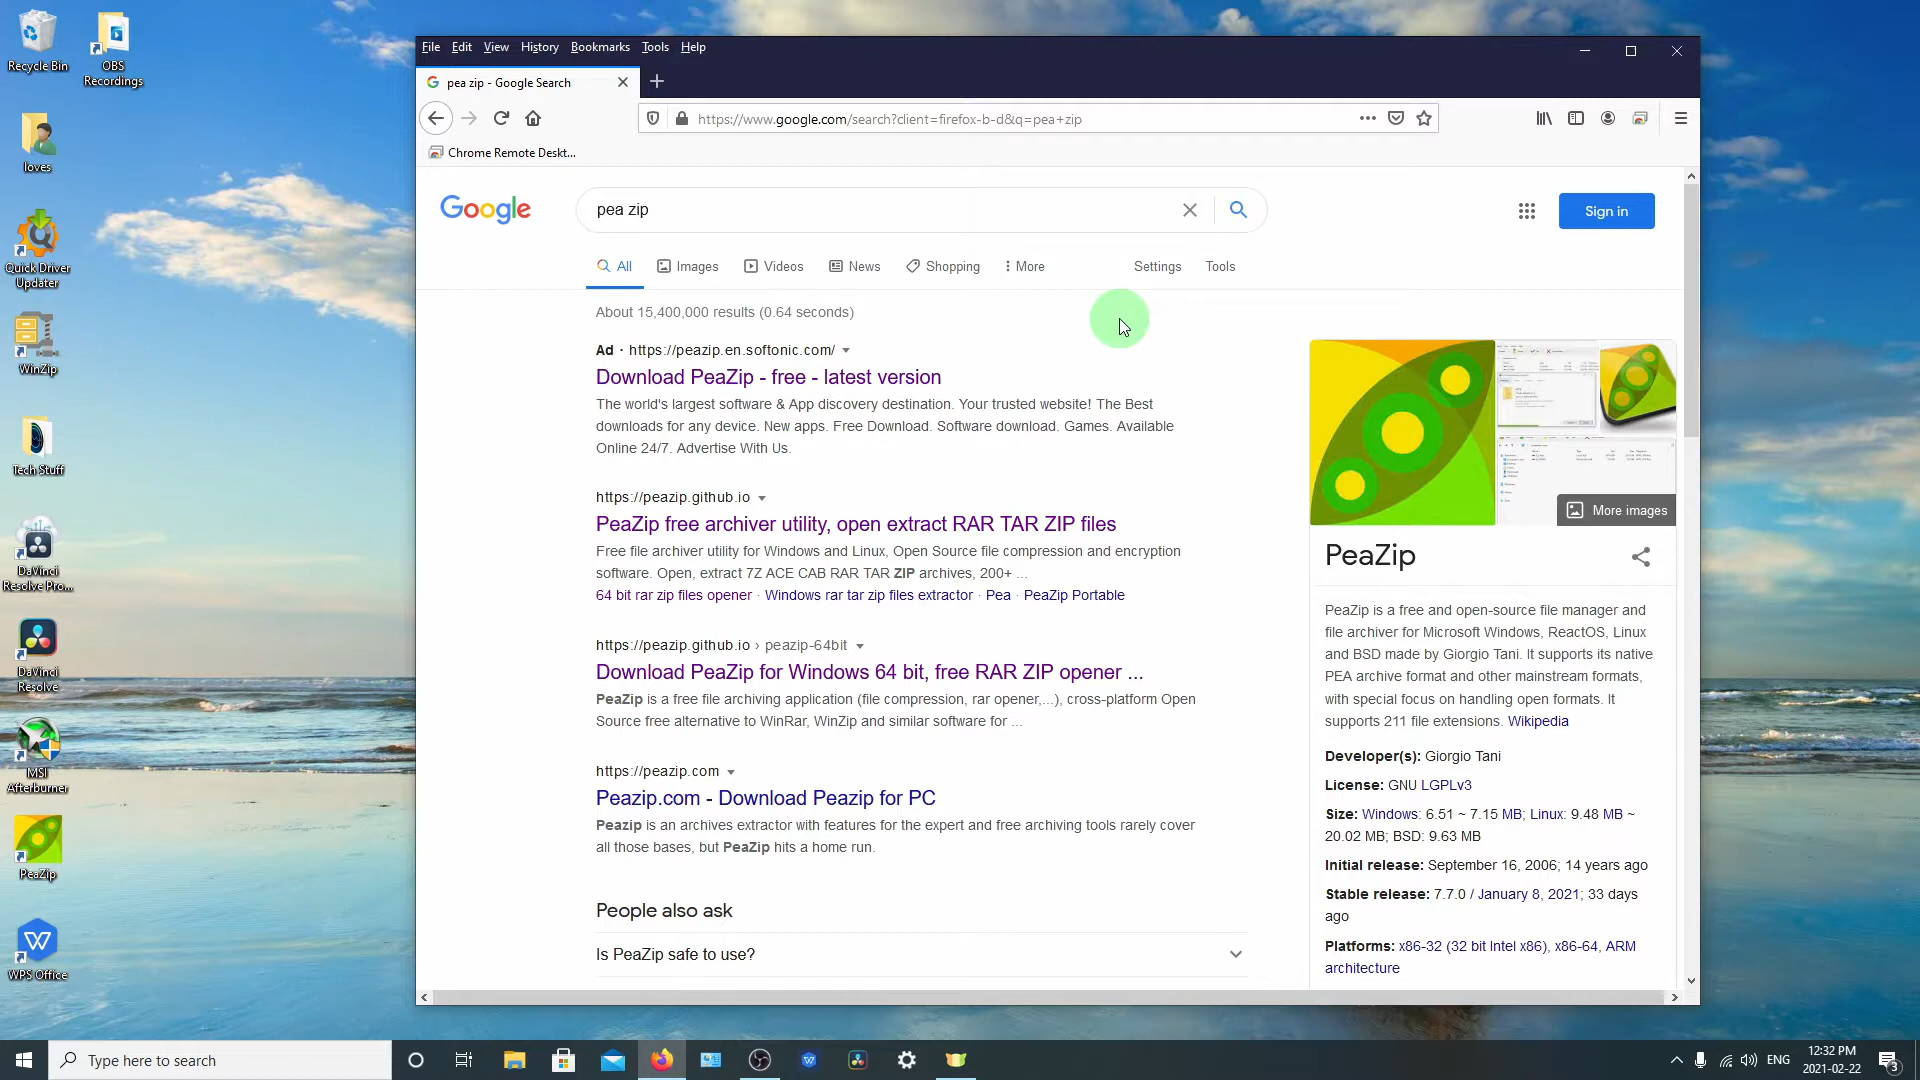 Recycle Bin
OBS
Recordings
loves
Quick Driver
Updater
WinZip
Tech Stuff
DaVinci
Resolve Pro...
DaVinci
Resolve
MSI
Afterburner
PeaZip
WPS Office
File Edit View History Bookmarks Tools Help
pea zip - Google Search
https://www.google.com/search?client=firefox-b-d&q=pea+zip
Chrome Remote Deskt...
Google
pea zip
Sign in
All Images Videos News Shopping More Settings Tools
About 15,400,000 results (0.64 seconds)
Ad · https://peazip.en.softonic.com/
Download PeaZip - free - latest version
The world's largest software & App discovery destination. Your trusted website! The Best
downloads for any device. New apps. Free Download. Software download. Games. Available
Online 24/7. Advertise With Us.
https://peazip.github.io
PeaZip free archiver utility, open extract RAR TAR ZIP files
Free file archiver utility for Windows and Linux, Open Source file compression and encryption
software. Open, extract 7Z ACE CAB RAR TAR ZIP archives, 200+ ...
64 bit rar zip files opener · Windows rar tar zip files extractor · Pea · PeaZip Portable
https://peazip.github.io › peazip-64bit
Download PeaZip for Windows 64 bit, free RAR ZIP opener ...
PeaZip is a free file archiving application (file compression, rar opener,...), cross-platform Open
Source free alternative to WinRar, WinZip and similar software for ...
https://peazip.com
Peazip.com - Download Peazip for PC
Peazip is an archives extractor with features for the expert and free archiving tools rarely cover
all those bases, but PeaZip hits a home run.
People also ask
Is PeaZip safe to use?
More images
PeaZip
PeaZip is a free and open-source file manager and
file archiver for Microsoft Windows, ReactOS, Linux
and BSD made by Giorgio Tani. It supports its native
PEA archive format and other mainstream formats,
with special focus on handling open formats. It
supports 211 file extensions. Wikipedia
Developer(s): Giorgio Tani
License: GNU LGPLv3
Size: Windows: 6.51 ~ 7.15 MB; Linux: 9.48 MB ~
20.02 MB; BSD: 9.63 MB
Initial release: September 16, 2006; 14 years ago
Stable release: 7.7.0 / January 8, 2021; 33 days
ago
Platforms: x86-32 (32 bit Intel x86), x86-64, ARM
architecture
Type here to search
ENG
12:32 PM
2021-02-22
3